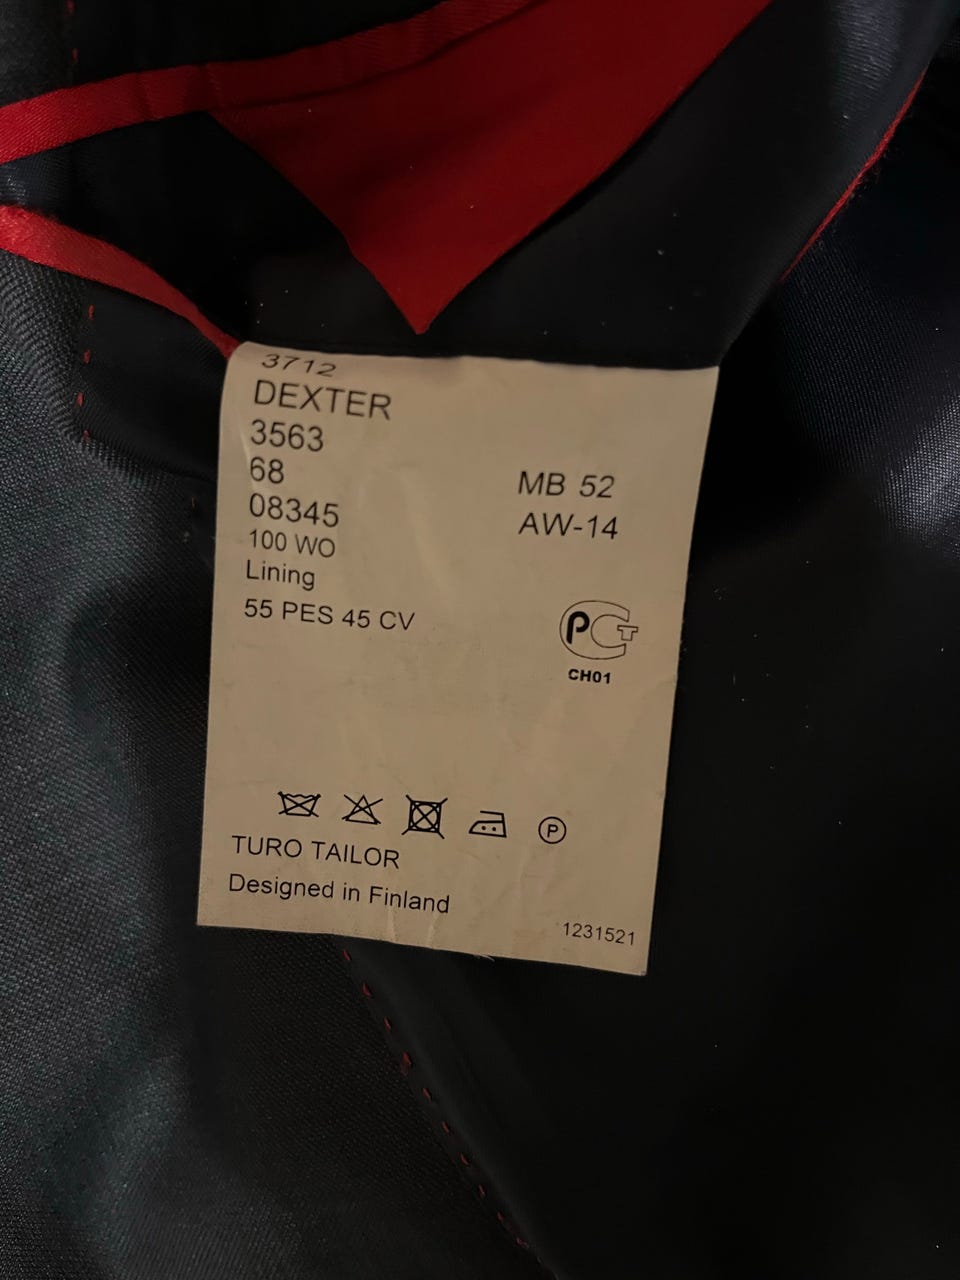 3712
DEXTER
3563
68
08345
100 WO
Lining
55 PES 45 CV
MB 52
AW-14
РСТ
CH01
P
TURO TAILOR
Designed in Finland
1231521